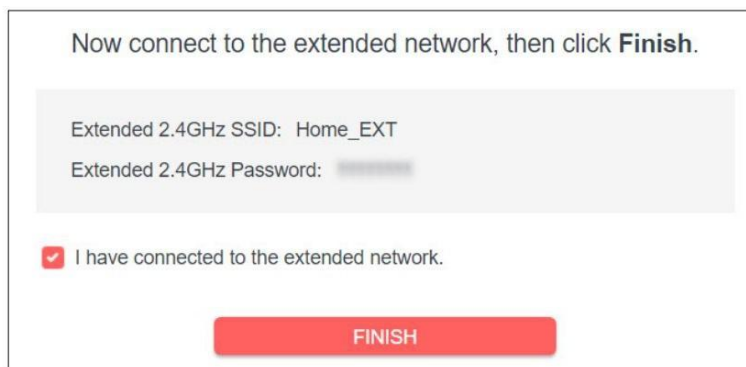 Now connect to the extended network, then click Finish.
Extended 2.4GHz SSID: Home_EXT
Extended 2.4GHz Password:
I have connected to the extended network.
FINISH